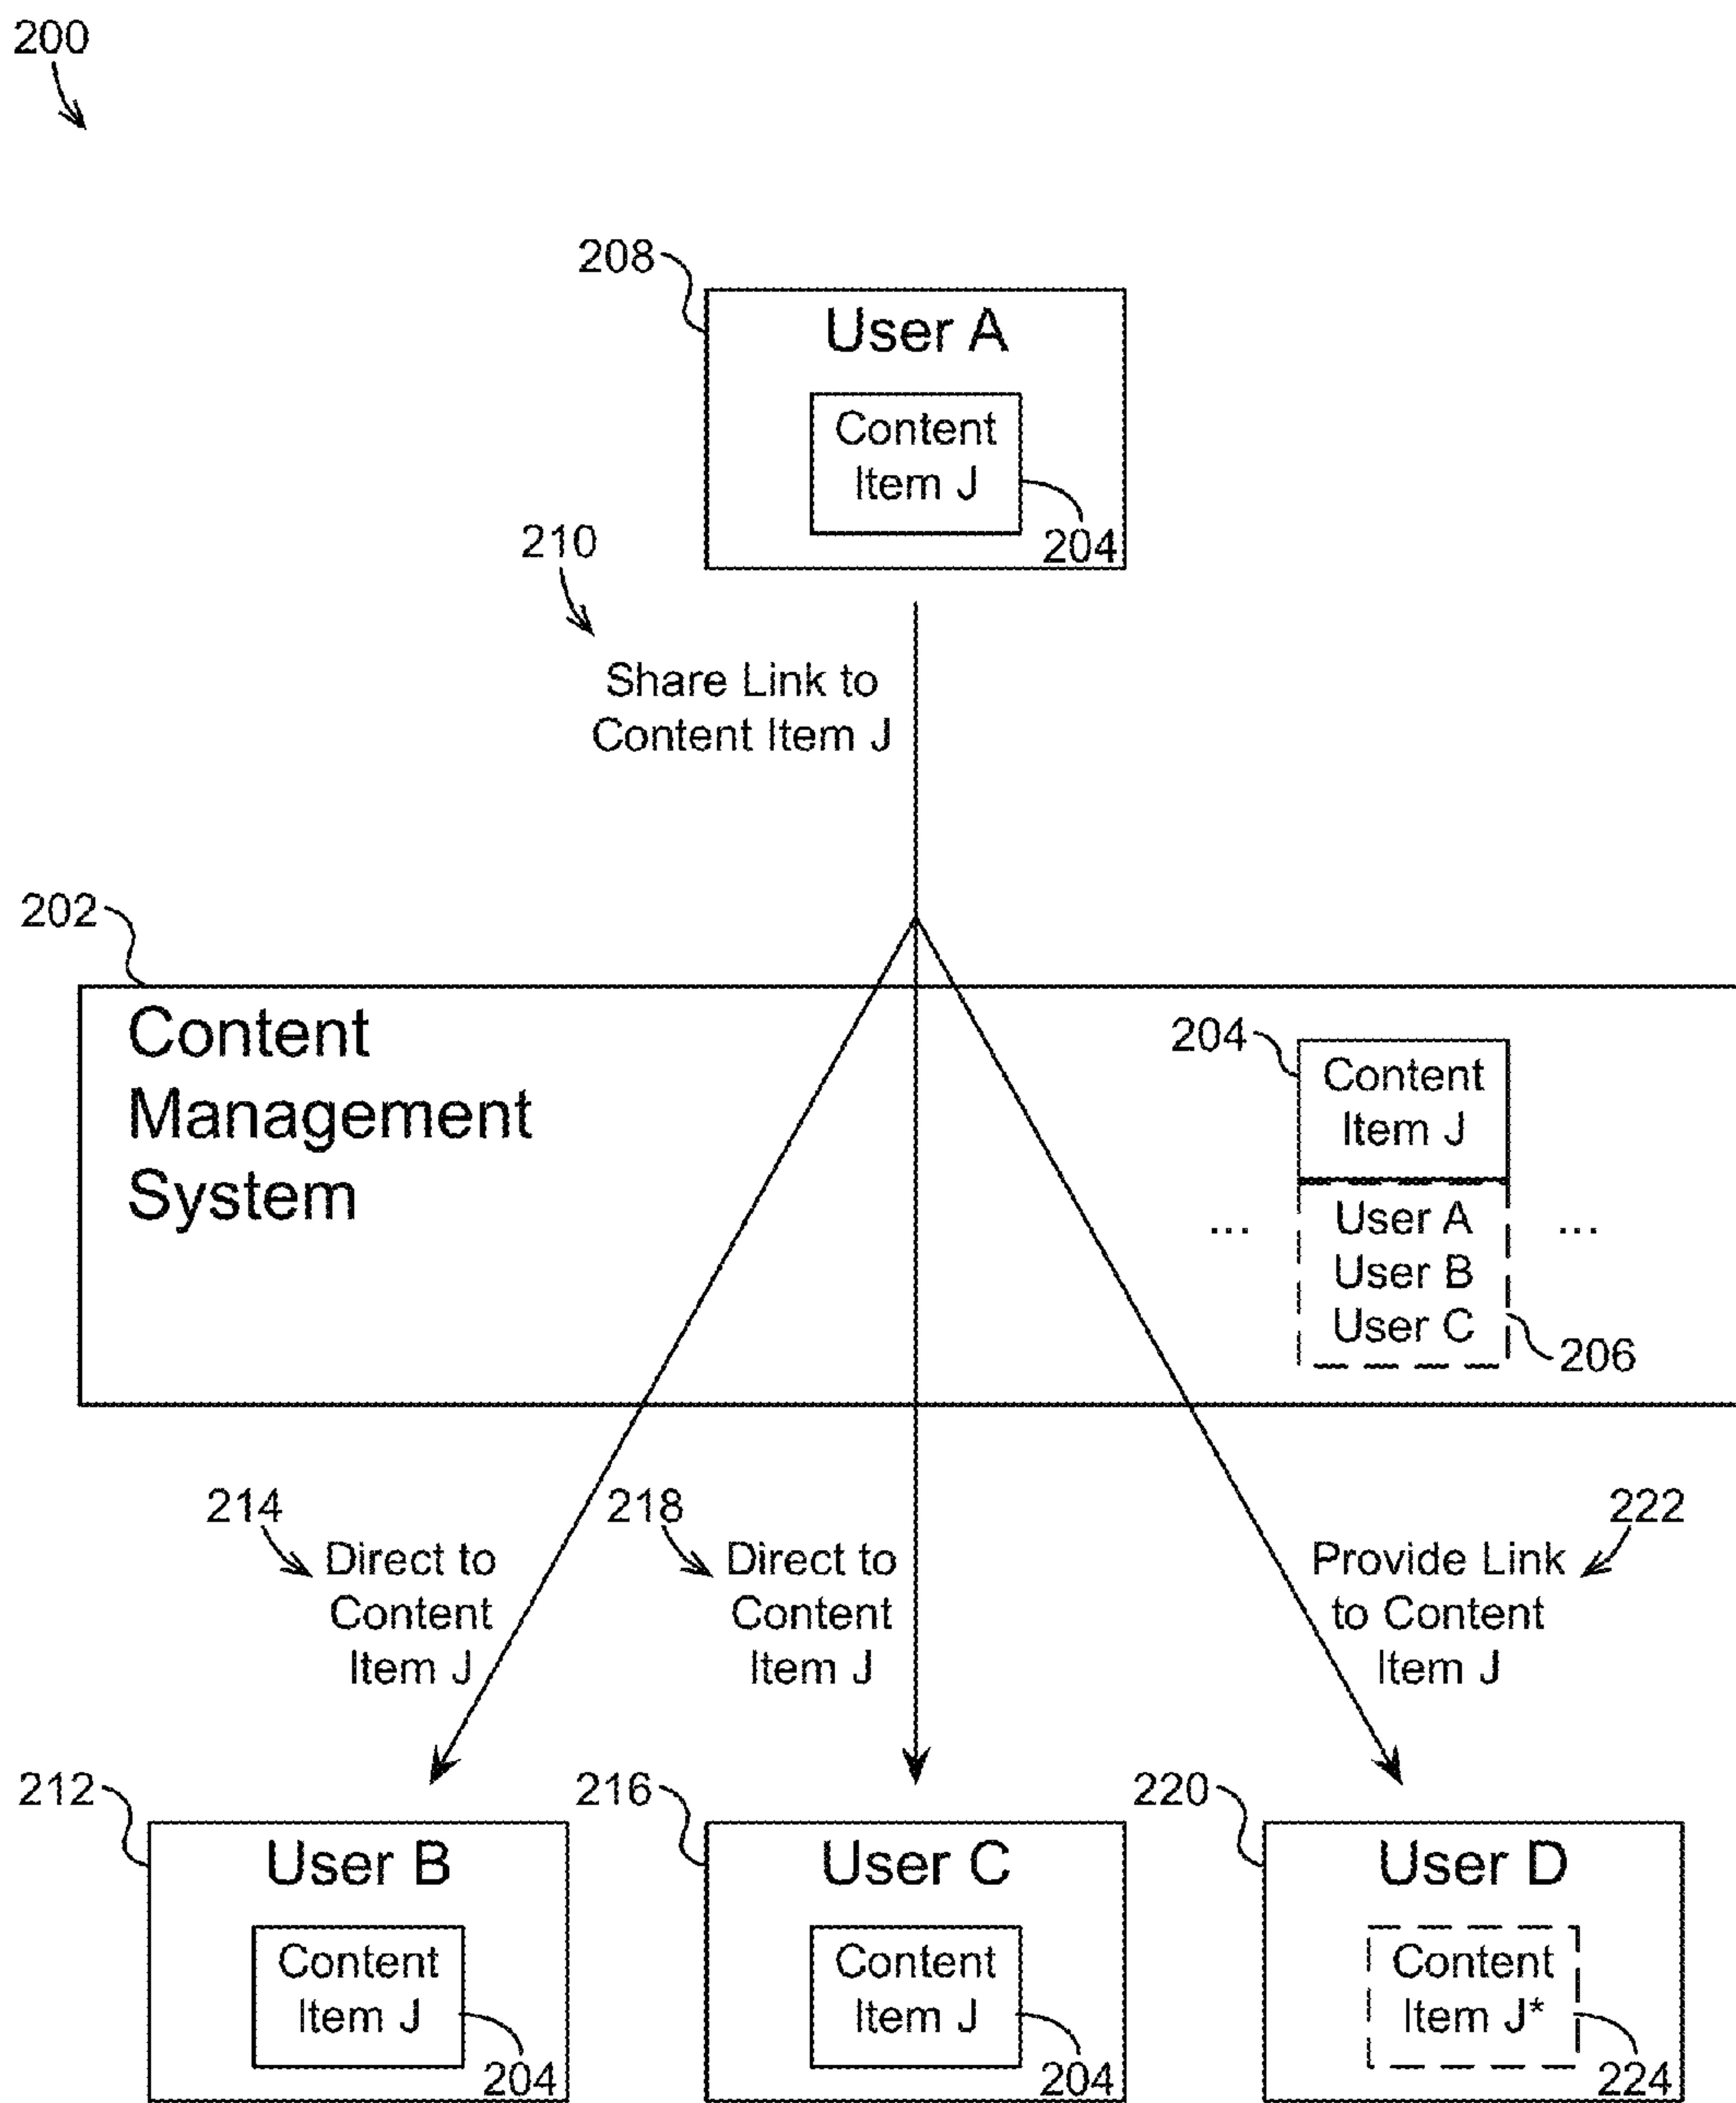 200
208
User A
Content
Item J
204
210
Share Link to
Content Item J
202
Content
Management
System
204
Content
Item J
...
User A
User B
User C
...
206
214
Direct to
Content
Item J
218
Direct to
Content
Item J
222
Provide Link
to Content
Item J
212
User B
Content
Item J
204
216
User C
Content
Item J
204
220
User D
Content
Item J*
224